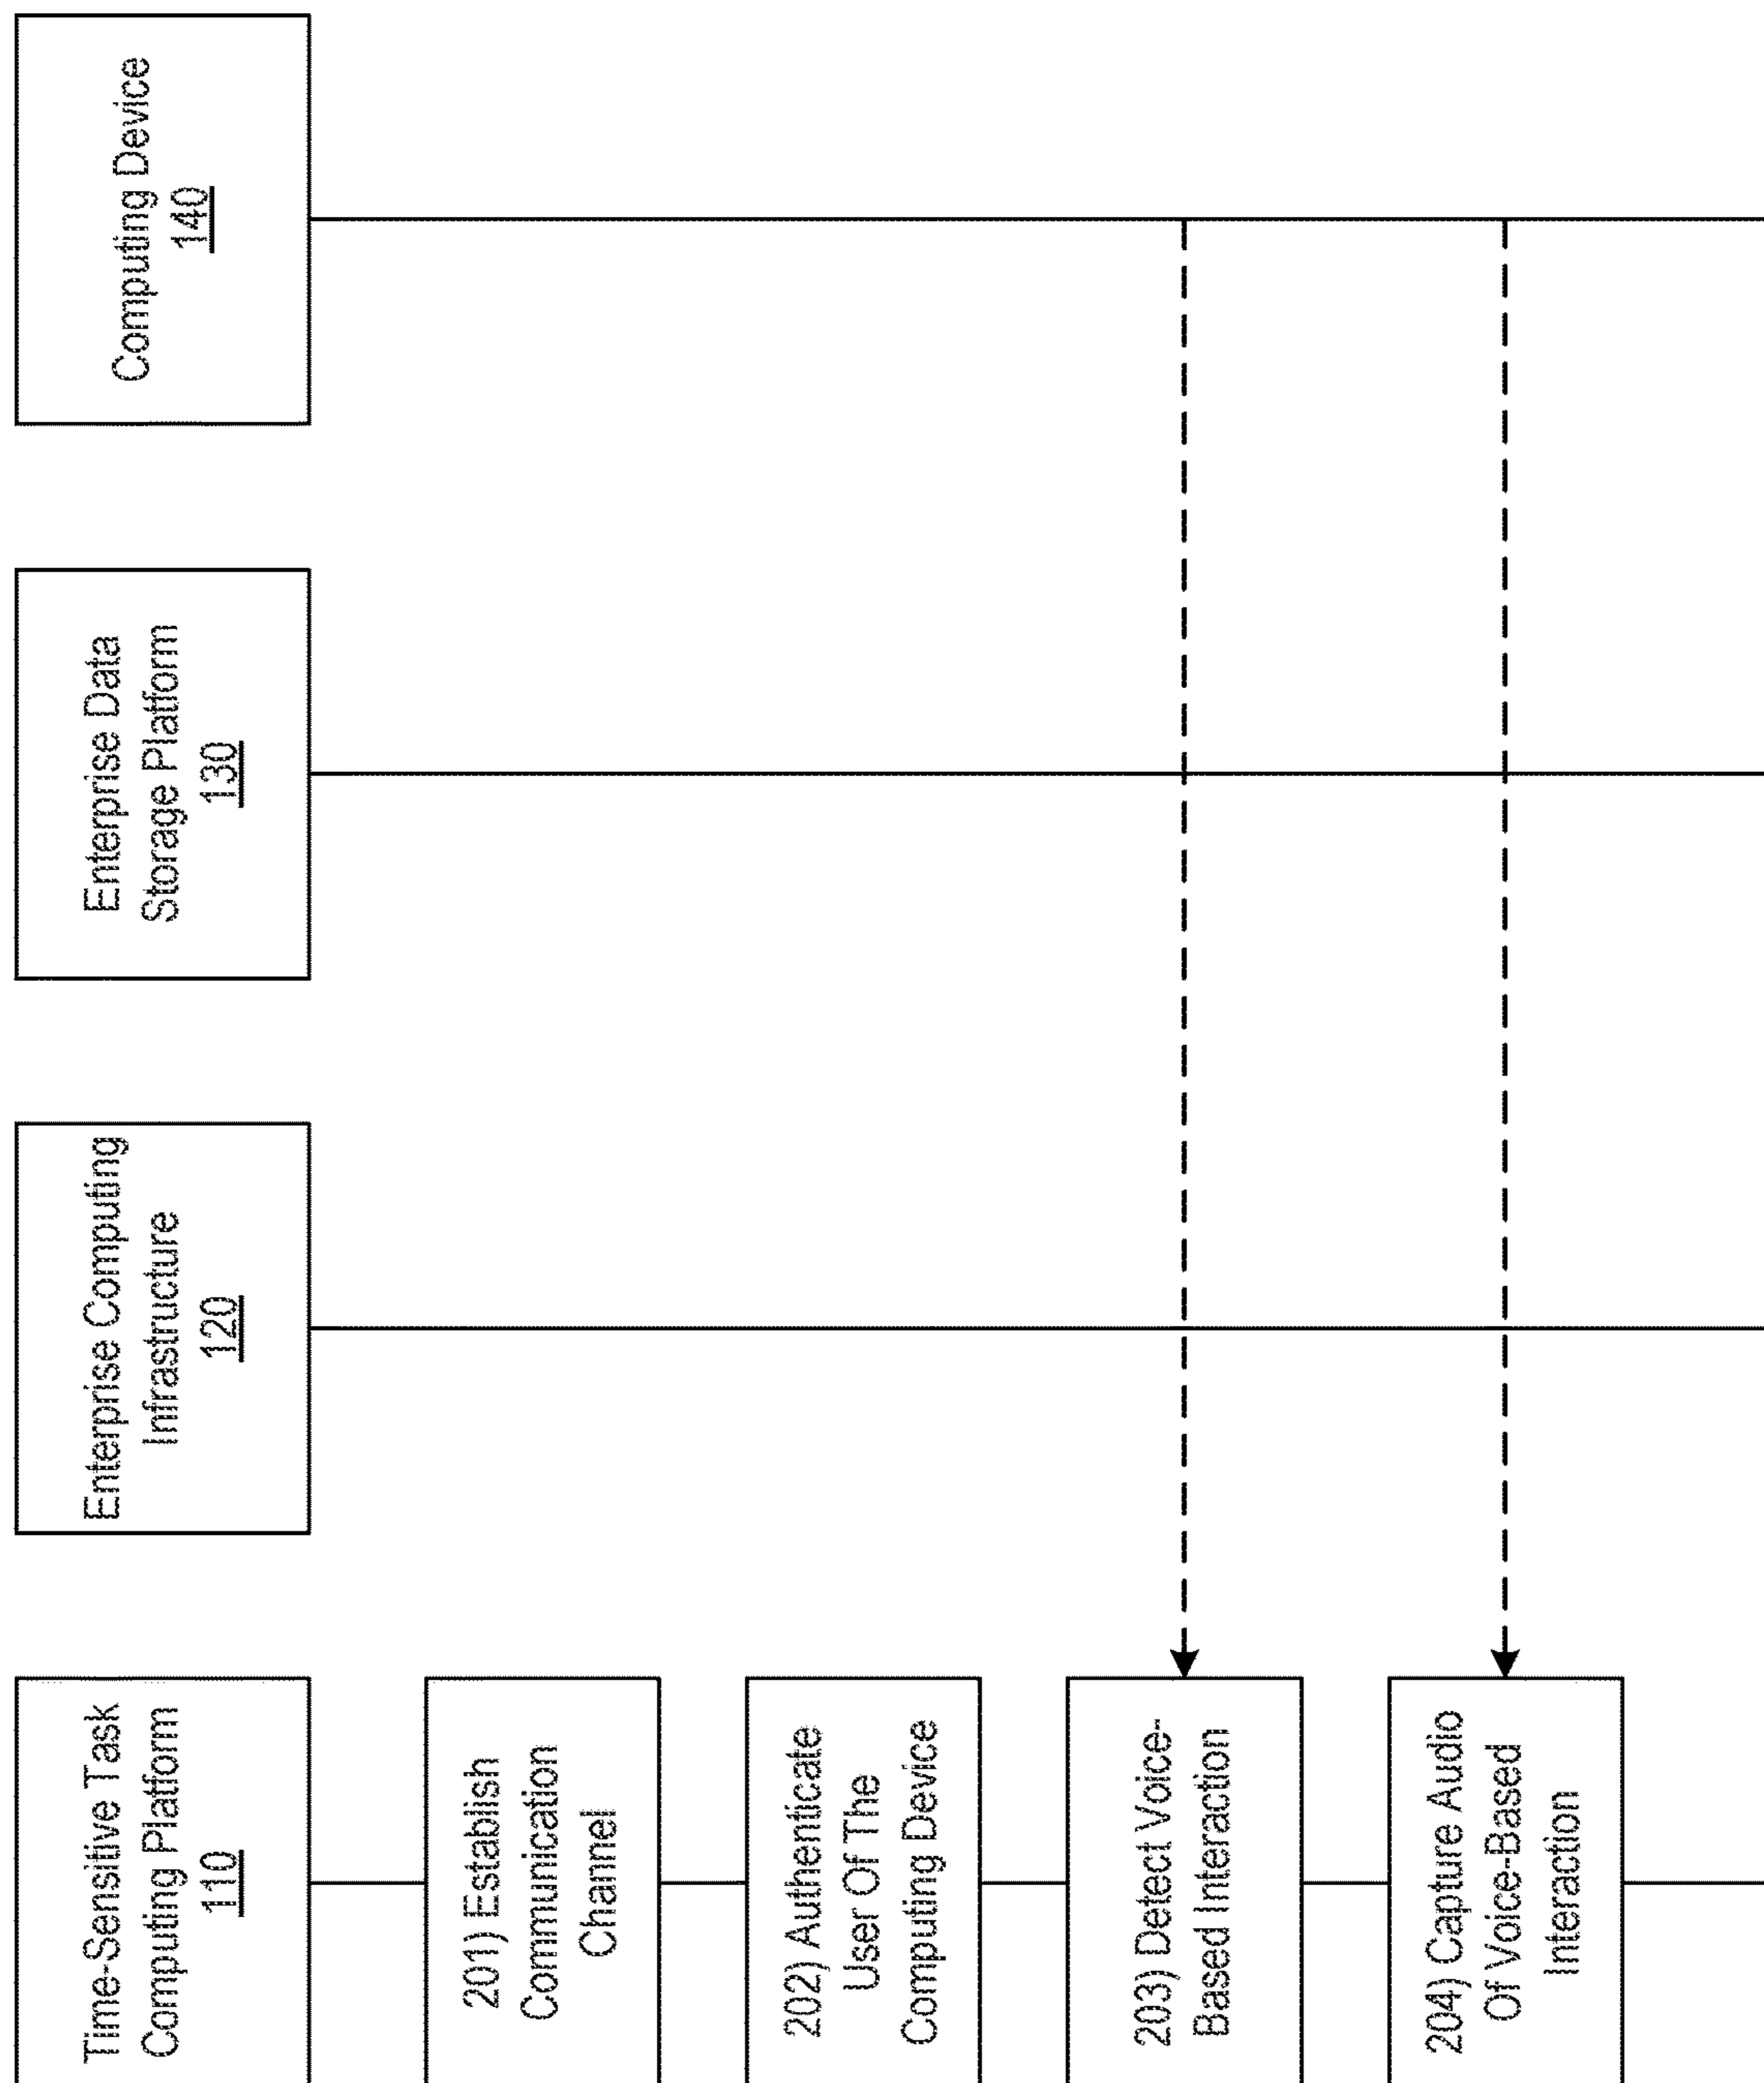 Time-Sensitive Task
Computing Platform
110
Enterprise Computing
Infrastructure
120
Enterprise Data
Storage Platform
130
Computing Device
140
201) Establish
Communication
Channel
202) Authenticate
User Of The
Computing Device
203) Detect Voice-
Based Interaction
204) Capture Audio
Of Voice-Based
Interaction